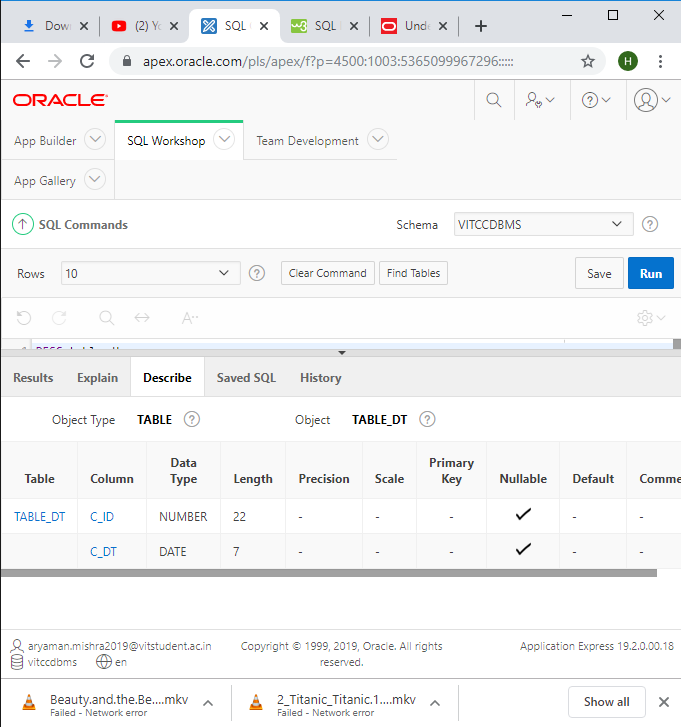 Down
(2) Yo
SQL
SQL
Unde
apex.oracle.com/pls/apex/f?p=4500:1003:5365099967296:::::
H
ORACLE
App Builder
SQL Workshop
Team Development
App Gallery
SQL Commands
Schema
VITCCDBMS
Rows
10
Clear Command
Find Tables
Save
Run
Results
Explain
Describe
Saved SQL
History
Object Type TABLE
Object TABLE_DT
Table Column Data Type Length Precision Scale Primary Key Nullable Default Comme
TABLE_DT C_ID NUMBER 22 - - - - -
C_DT DATE 7 - - - - -
aryaman.mishra2019@vitstudent.ac.in
vitccdbms en
Copyright © 1999, 2019, Oracle. All rights
reserved.
Application Express 19.2.0.00.18
Beauty.and.the.Be....mkv
Failed - Network error
2_Titanic_Titanic.1....mkv
Failed - Network error
Show all